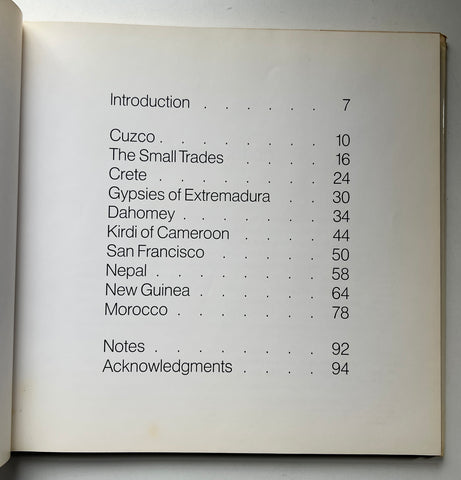 Introduction . . . . . . 7
Cuzco . . . . . . . . 10
The Small Trades . . . . . 16
Crete . . . . . . . . 24
Gypsies of Extremadura . . 30
Dahomey . . . . . . . 34
Kirdi of Cameroon . . . . 44
San Francisco . . . . . 50
Nepal . . . . . . . . 58
New Guinea . . . . . . 64
Morocco . . . . . . . 78
Notes . . . . . . . . 92
Acknowledgments . . . . 94